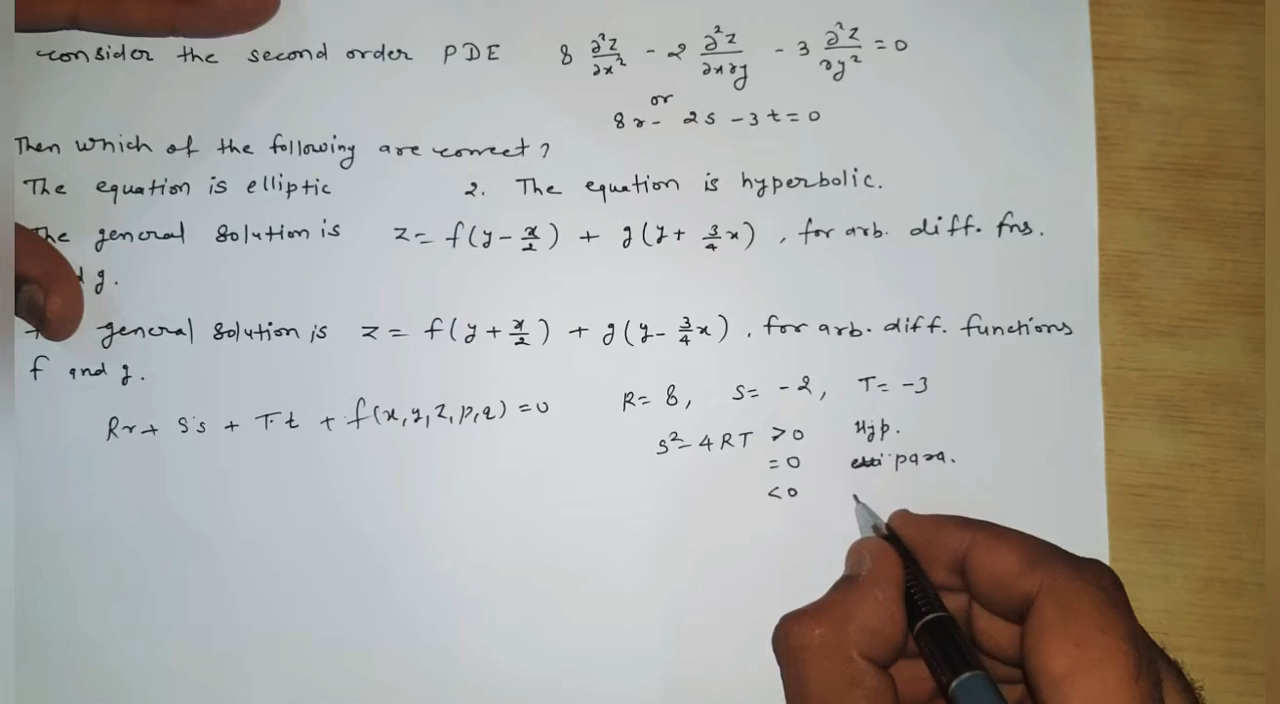 consider the second order PDE 8 ∂²z/∂x² - 2 ∂²z/∂x∂y - 3 ∂²z/∂y² = 0
or
8r - 2s - 3t = 0
Then which of the following are correct?
The equation is elliptic 2. The equation is hyperbolic.
The general solution is z = f(y - x/2) + g(y + 3/4 x), for arb. diff. fns.
g.
general solution is z = f(y + x/2) + g(y - 3/4 x), for arb. diff. functions
f and g.
Rr + Ss + T.t + f(x, y, z, p, q) = 0 R = 8, S = -2, T = -3
S² - 4RT > 0 Hyp.
= 0 para.
< 0